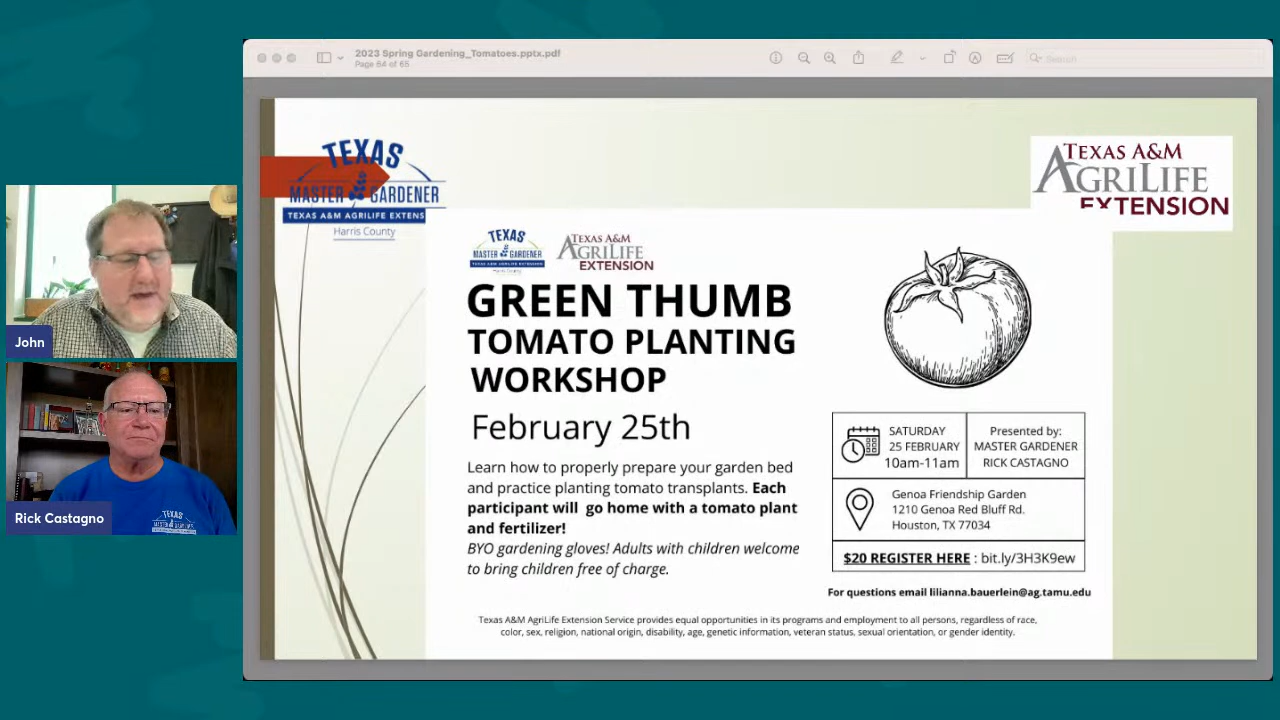 2023 Spring Gardening_Tomatoes.pptx.pdf
Page 64 of 65
Search
TEXAS
MASTER GARDENER
TEXAS A&M AGRILIFE EXTENS
Harris County
TEXAS A&M
AGRILIFE
EXTENSION
TEXAS
MASTER GARDENER
TEXAS A&M AGRILIFE EXTENSION
Harris County
TEXAS A&M
AGRILIFE
EXTENSION
GREEN THUMB
TOMATO PLANTING
WORKSHOP
February 25th
Learn how to properly prepare your garden bed
and practice planting tomato transplants. Each
participant will go home with a tomato plant
and fertilizer!
BYO gardening gloves! Adults with children welcome
to bring children free of charge.
SATURDAY
25 FEBRUARY
10am-11am
Presented by:
MASTER GARDENER
RICK CASTAGNO
Genoa Friendship Garden
1210 Genoa Red Bluff Rd.
Houston, TX 77034
$20 REGISTER HERE : bit.ly/3H3K9ew
For questions email lilianna.bauerlein@ag.tamu.edu
Texas A&M AgriLife Extension Service provides equal opportunities in its programs and employment to all persons, regardless of race,
color, sex, religion, national origin, disability, age, genetic information, veteran status, sexual orientation, or gender identity.
John
Rick Castagno